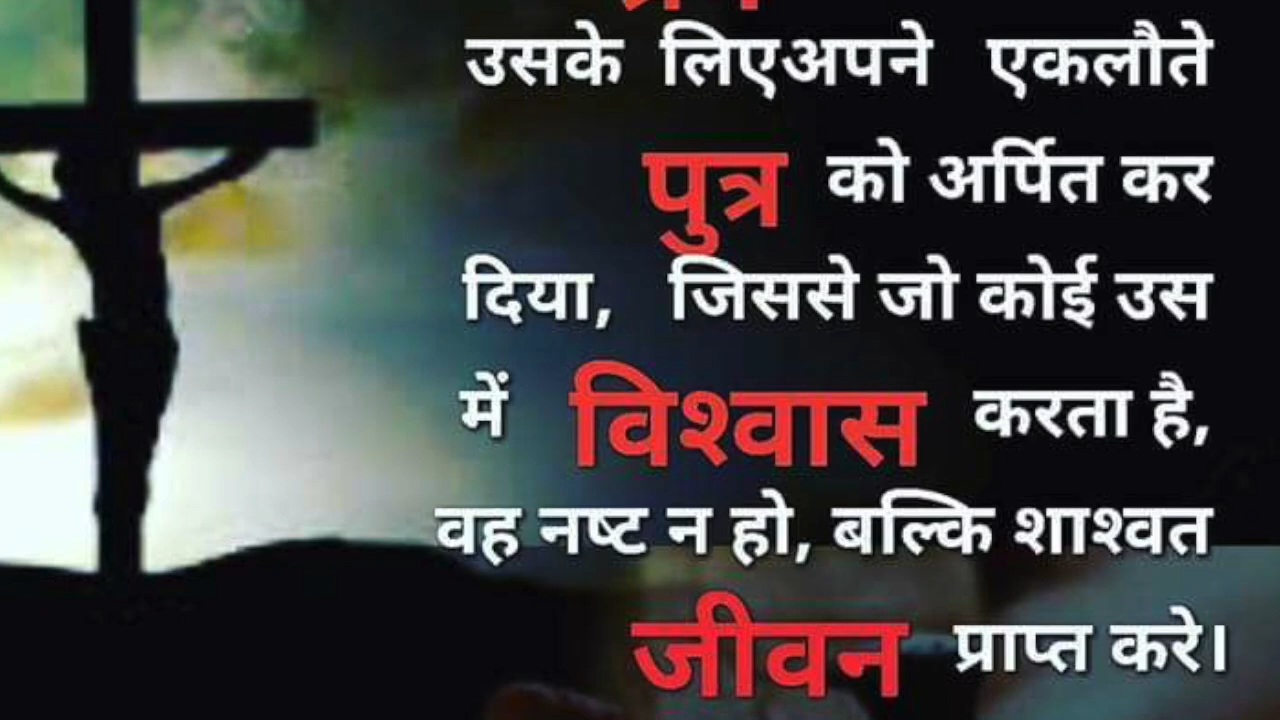 उसके लिएअपने एकलौते
पुत्र को अर्पित कर
दिया, जिससे जो कोई उस
में विश्वास करता है,
वह नष्ट न हो, बल्कि शाश्वत
जीवन प्राप्त करे।